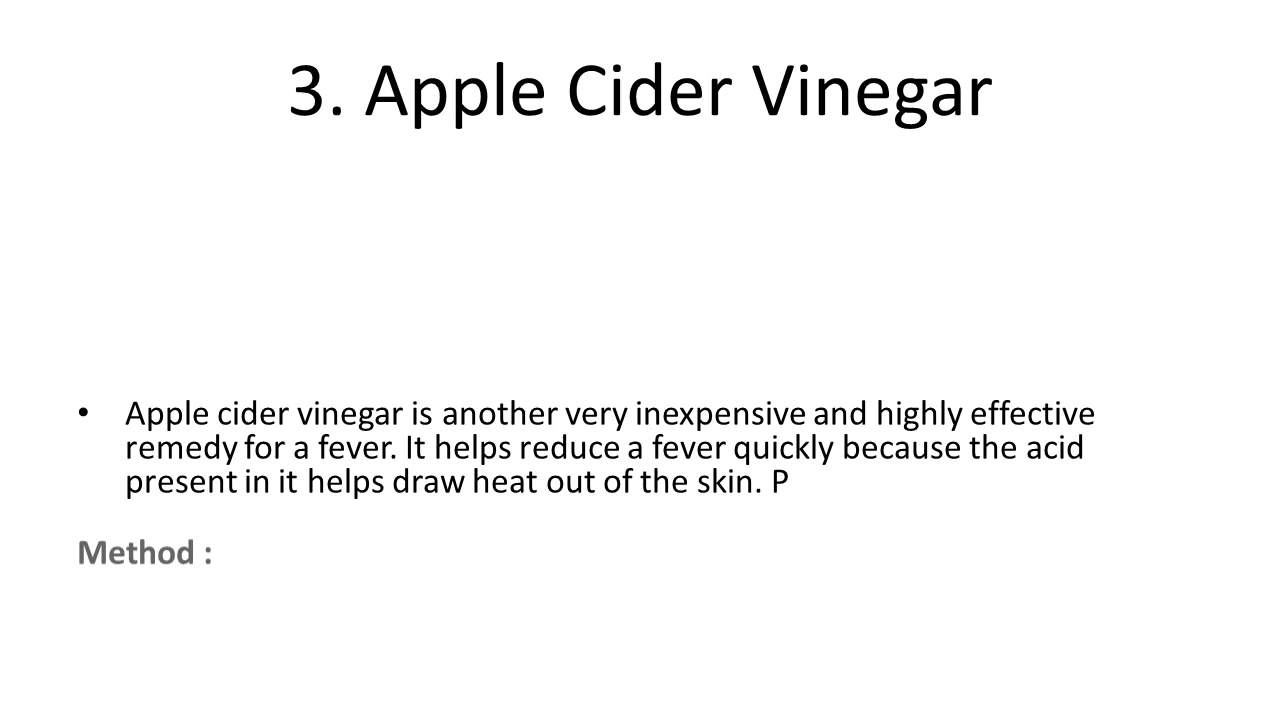 3. Apple Cider Vinegar
• Apple cider vinegar is another very inexpensive and highly effective
remedy for a fever. It helps reduce a fever quickly because the acid
present in it helps draw heat out of the skin. P
Method :